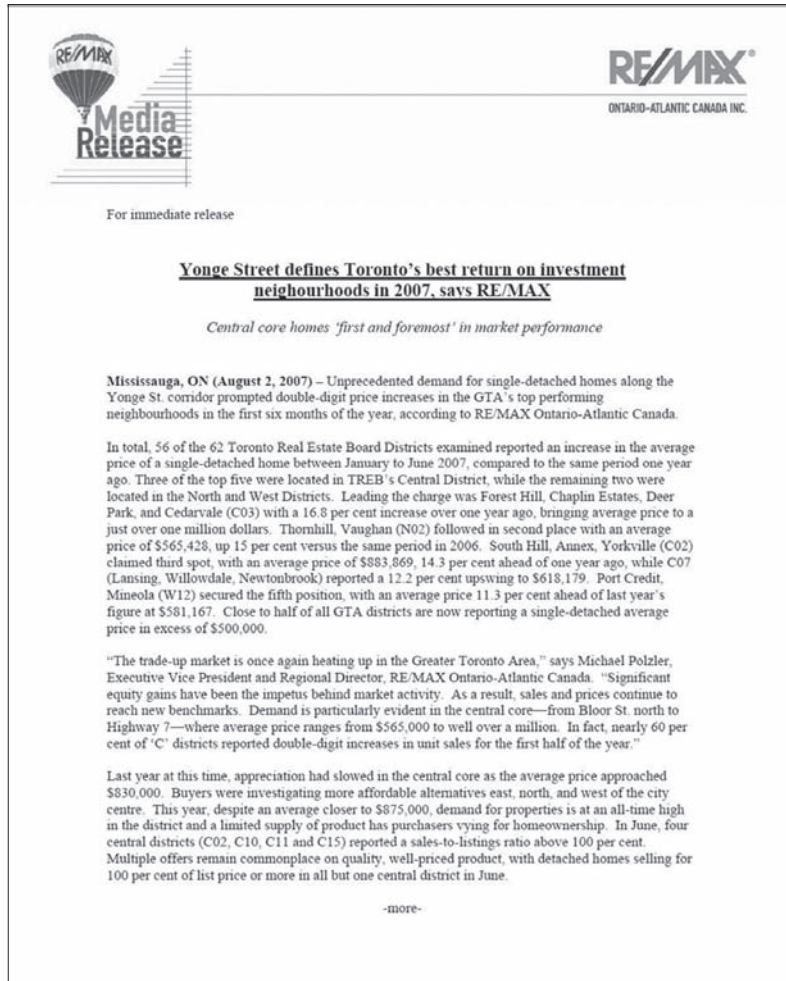 RE/MAX
Media
Release
RE/MAX®
ONTARIO-ATLANTIC CANADA INC.
For immediate release
Yonge Street defines Toronto's best return on investment
neighourhoods in 2007, says RE/MAX
Central core homes 'first and foremost' in market performance
Mississauga, ON (August 2, 2007) – Unprecedented demand for single-detached homes along the
Yonge St. corridor prompted double-digit price increases in the GTA's top performing
neighbourhoods in the first six months of the year, according to RE/MAX Ontario-Atlantic Canada.
In total, 56 of the 62 Toronto Real Estate Board Districts examined reported an increase in the average
price of a single-detached home between January to June 2007, compared to the same period one year
ago. Three of the top five were located in TREB's Central District, while the remaining two were
located in the North and West Districts. Leading the charge was Forest Hill, Chaplin Estates, Deer
Park, and Cedarvale (C03) with a 16.8 per cent increase over one year ago, bringing average price to a
just over one million dollars. Thornhill, Vaughan (N02) followed in second place with an average
price of $565,428, up 15 per cent versus the same period in 2006. South Hill, Annex, Yorkville (C02)
claimed third spot, with an average price of $883,869, 14.3 per cent ahead of one year ago, while C07
(Lansing, Willowdale, Newtonbrook) reported a 12.2 per cent upswing to $618,179. Port Credit,
Mineola (W12) secured the fifth position, with an average price 11.3 per cent ahead of last year's
figure at $581,167. Close to half of all GTA districts are now reporting a single-detached average
price in excess of $500,000.
"The trade-up market is once again heating up in the Greater Toronto Area," says Michael Polzler,
Executive Vice President and Regional Director, RE/MAX Ontario-Atlantic Canada. "Significant
equity gains have been the impetus behind market activity. As a result, sales and prices continue to
reach new benchmarks. Demand is particularly evident in the central core—from Bloor St. north to
Highway 7—where average price ranges from $565,000 to well over a million. In fact, nearly 60 per
cent of 'C' districts reported double-digit increases in unit sales for the first half of the year."
Last year at this time, appreciation had slowed in the central core as the average price approached
$830,000. Buyers were investigating more affordable alternatives east, north, and west of the city
centre. This year, despite an average closer to $875,000, demand for properties is at an all-time high
in the district and a limited supply of product has purchasers vying for homeownership. In June, four
central districts (C02, C10, C11 and C15) reported a sales-to-listings ratio above 100 per cent.
Multiple offers remain commonplace on quality, well-priced product, with detached homes selling for
100 per cent of list price or more in all but one central district in June.
-more-